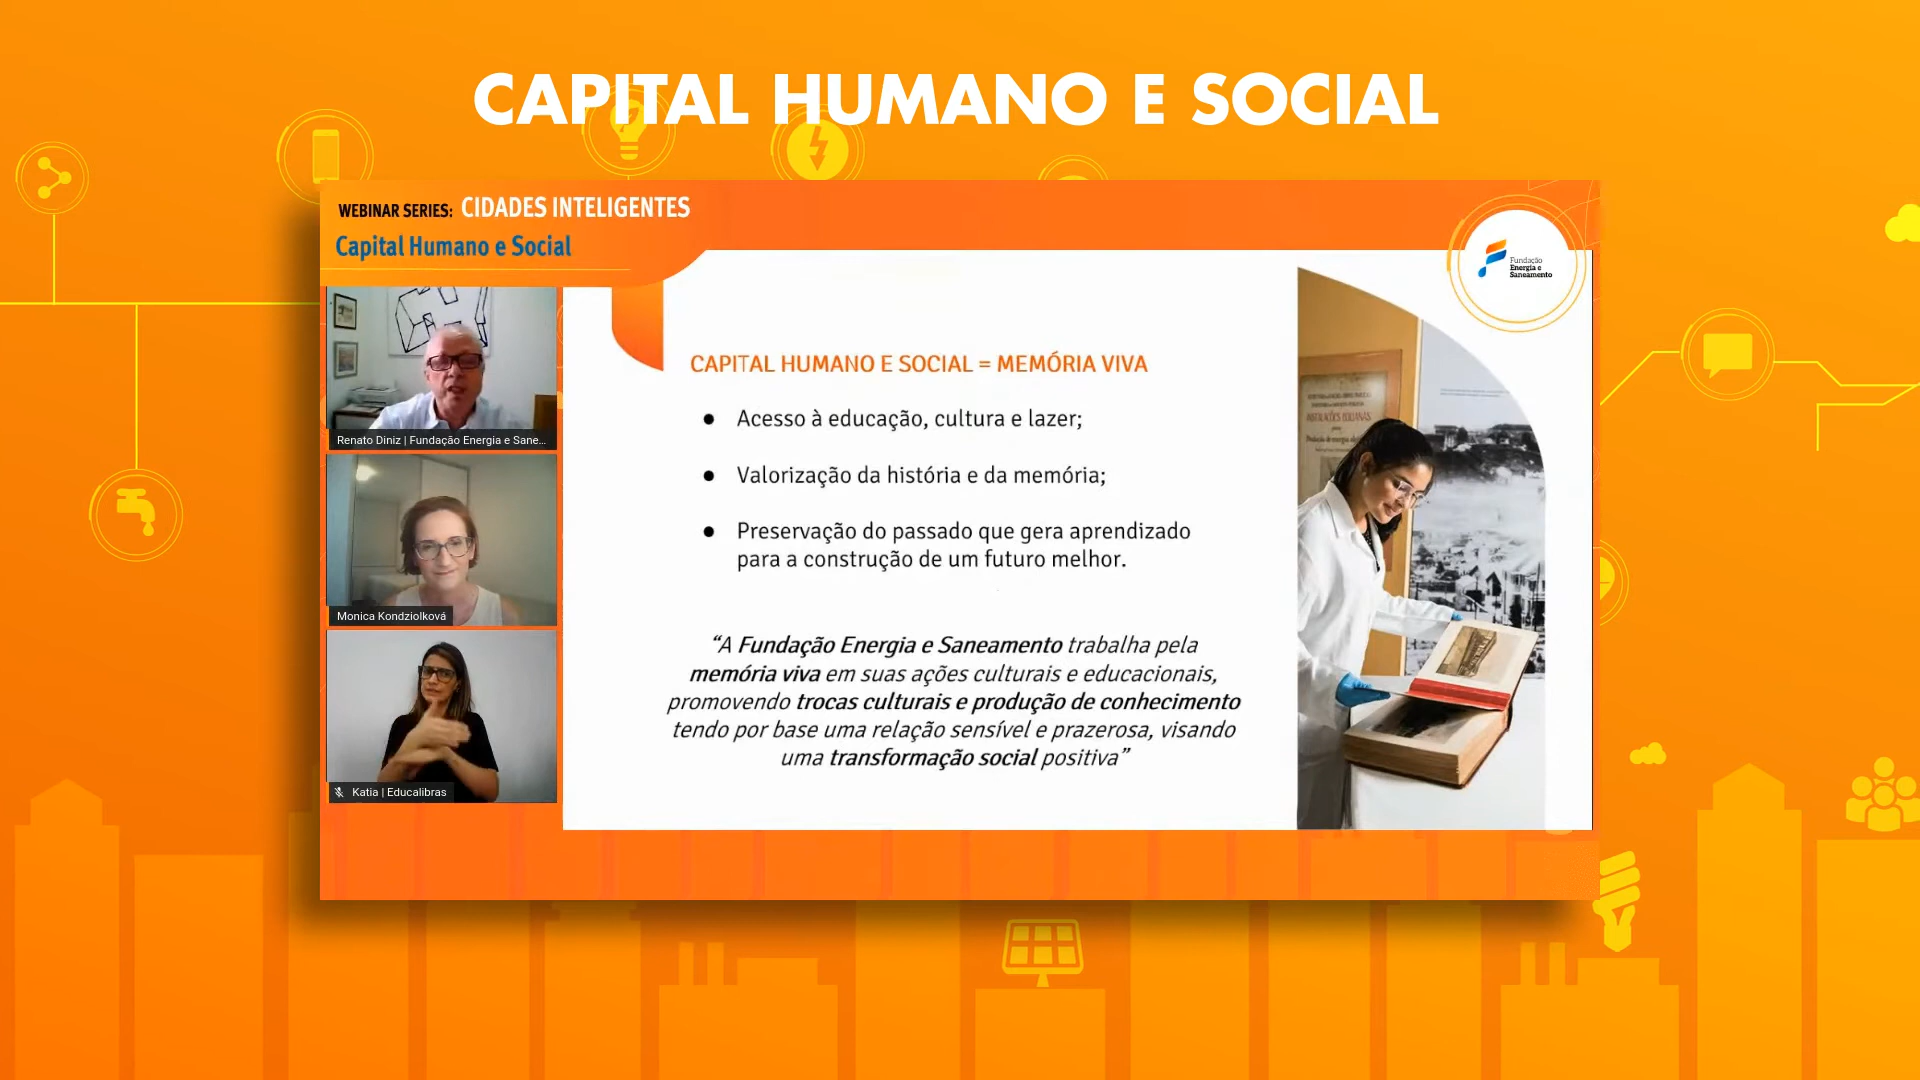 CAPITAL HUMANO E SOCIAL
WEBINAR SERIES: CIDADES INTELIGENTES
Capital Humano e Social
Fundação
Energia e
Saneamento
Renato Diniz | Fundação Energia e Sane...
Monica Kondziolková
Katia | Educalibras
CAPITAL HUMANO E SOCIAL = MEMÓRIA VIVA
● Acesso à educação, cultura e lazer;
● Valorização da história e da memória;
● Preservação do passado que gera aprendizado
para a construção de um futuro melhor.
“A Fundação Energia e Saneamento trabalha pela
memória viva em suas ações culturais e educacionais,
promovendo trocas culturais e produção de conhecimento
tendo por base uma relação sensível e prazerosa, visando
uma transformação social positiva”